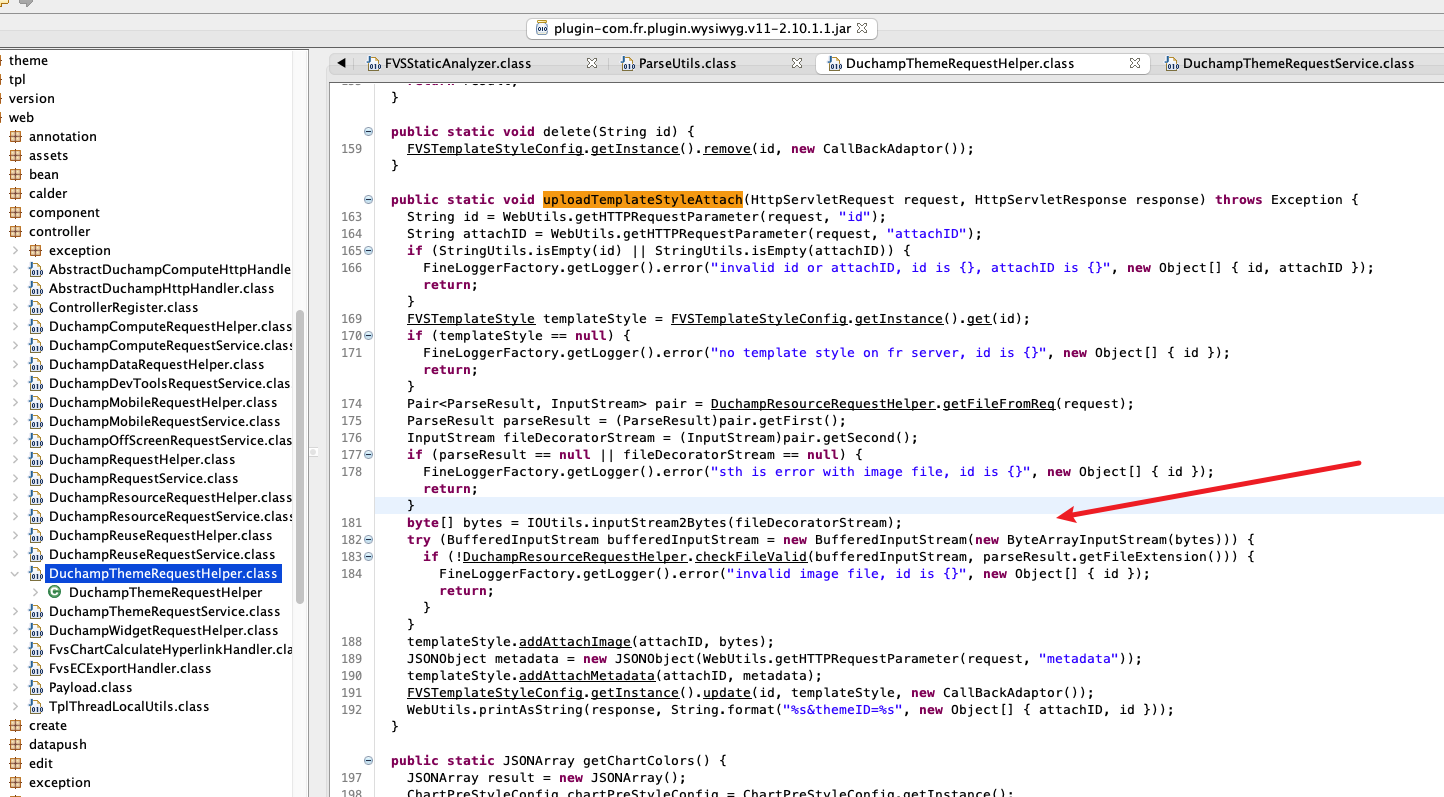 plugin-com.fr.plugin.wysiwyg.v11-2.10.1.1.jar
theme
tpl
version
web
annotation
assets
bean
calder
component
controller
exception
AbstractDuchampComputeHttpHandle
AbstractDuchampHttpHandler.class
ControllerRegister.class
DuchampComputeRequestHelper.class
DuchampComputeRequestService.class
DuchampDataRequestHelper.class
DuchampDevToolsRequestService.clas
DuchampMobileRequestHelper.class
DuchampMobileRequestService.class
DuchampOffScreenRequestService.clas
DuchampRequestHelper.class
DuchampRequestService.class
DuchampResourceRequestHelper.class
DuchampResourceRequestService.class
DuchampReuseRequestHelper.class
DuchampReuseRequestService.class
DuchampThemeRequestHelper.class
DuchampThemeRequestHelper
DuchampThemeRequestService.class
DuchampWidgetRequestHelper.class
FvsChartCalculateHyperlinkHandler.cla
FvsECExportHandler.class
Payload.class
TplThreadLocalUtils.class
create
datapush
edit
exception
FVSStaticAnalyzer.class
ParseUtils.class
DuchampThemeRequestHelper.class
DuchampThemeRequestService.class
}
public static void delete(String id) {
159 FVSTemplateStyleConfig.getInstance().remove(id, new CallBackAdaptor());
}
public static void uploadTemplateStyleAttach(HttpServletRequest request, HttpServletResponse response) throws Exception {
163 String id = WebUtils.getHTTPRequestParameter(request, "id");
164 String attachID = WebUtils.getHTTPRequestParameter(request, "attachID");
165 if (StringUtils.isEmpty(id) || StringUtils.isEmpty(attachID)) {
166 FineLoggerFactory.getLogger().error("invalid id or attachID, id is {}, attachID is {}", new Object[] { id, attachID });
return;
}
169 FVSTemplateStyle templateStyle = FVSTemplateStyleConfig.getInstance().get(id);
170 if (templateStyle == null) {
171 FineLoggerFactory.getLogger().error("no template style on fr server, id is {}", new Object[] { id });
return;
}
174 Pair<ParseResult, InputStream> pair = DuchampResourceRequestHelper.getFileFromReq(request);
175 ParseResult parseResult = (ParseResult)pair.getFirst();
176 InputStream fileDecoratorStream = (InputStream)pair.getSecond();
177 if (parseResult == null || fileDecoratorStream == null) {
178 FineLoggerFactory.getLogger().error("sth is error with image file, id is {}", new Object[] { id });
return;
}
181 byte[] bytes = IOUtils.inputStream2Bytes(fileDecoratorStream);
182 try (BufferedInputStream bufferedInputStream = new BufferedInputStream(new ByteArrayInputStream(bytes))) {
183 if (!DuchampResourceRequestHelper.checkFileValid(bufferedInputStream, parseResult.getFileExtension())) {
184 FineLoggerFactory.getLogger().error("invalid image file, id is {}", new Object[] { id });
return;
}
}
188 templateStyle.addAttachImage(attachID, bytes);
189 JSONObject metadata = new JSONObject(WebUtils.getHTTPRequestParameter(request, "metadata"));
190 templateStyle.addAttachMetadata(attachID, metadata);
191 FVSTemplateStyleConfig.getInstance().update(id, templateStyle, new CallBackAdaptor());
192 WebUtils.printAsString(response, String.format("%s&themeID=%s", new Object[] { attachID, id }));
}
public static JSONArray getChartColors() {
197 JSONArray result = new JSONArray();
198 ChartPreStyleConfig chartPreStyleConfig = ChartPreStyleConfig.getInstance();